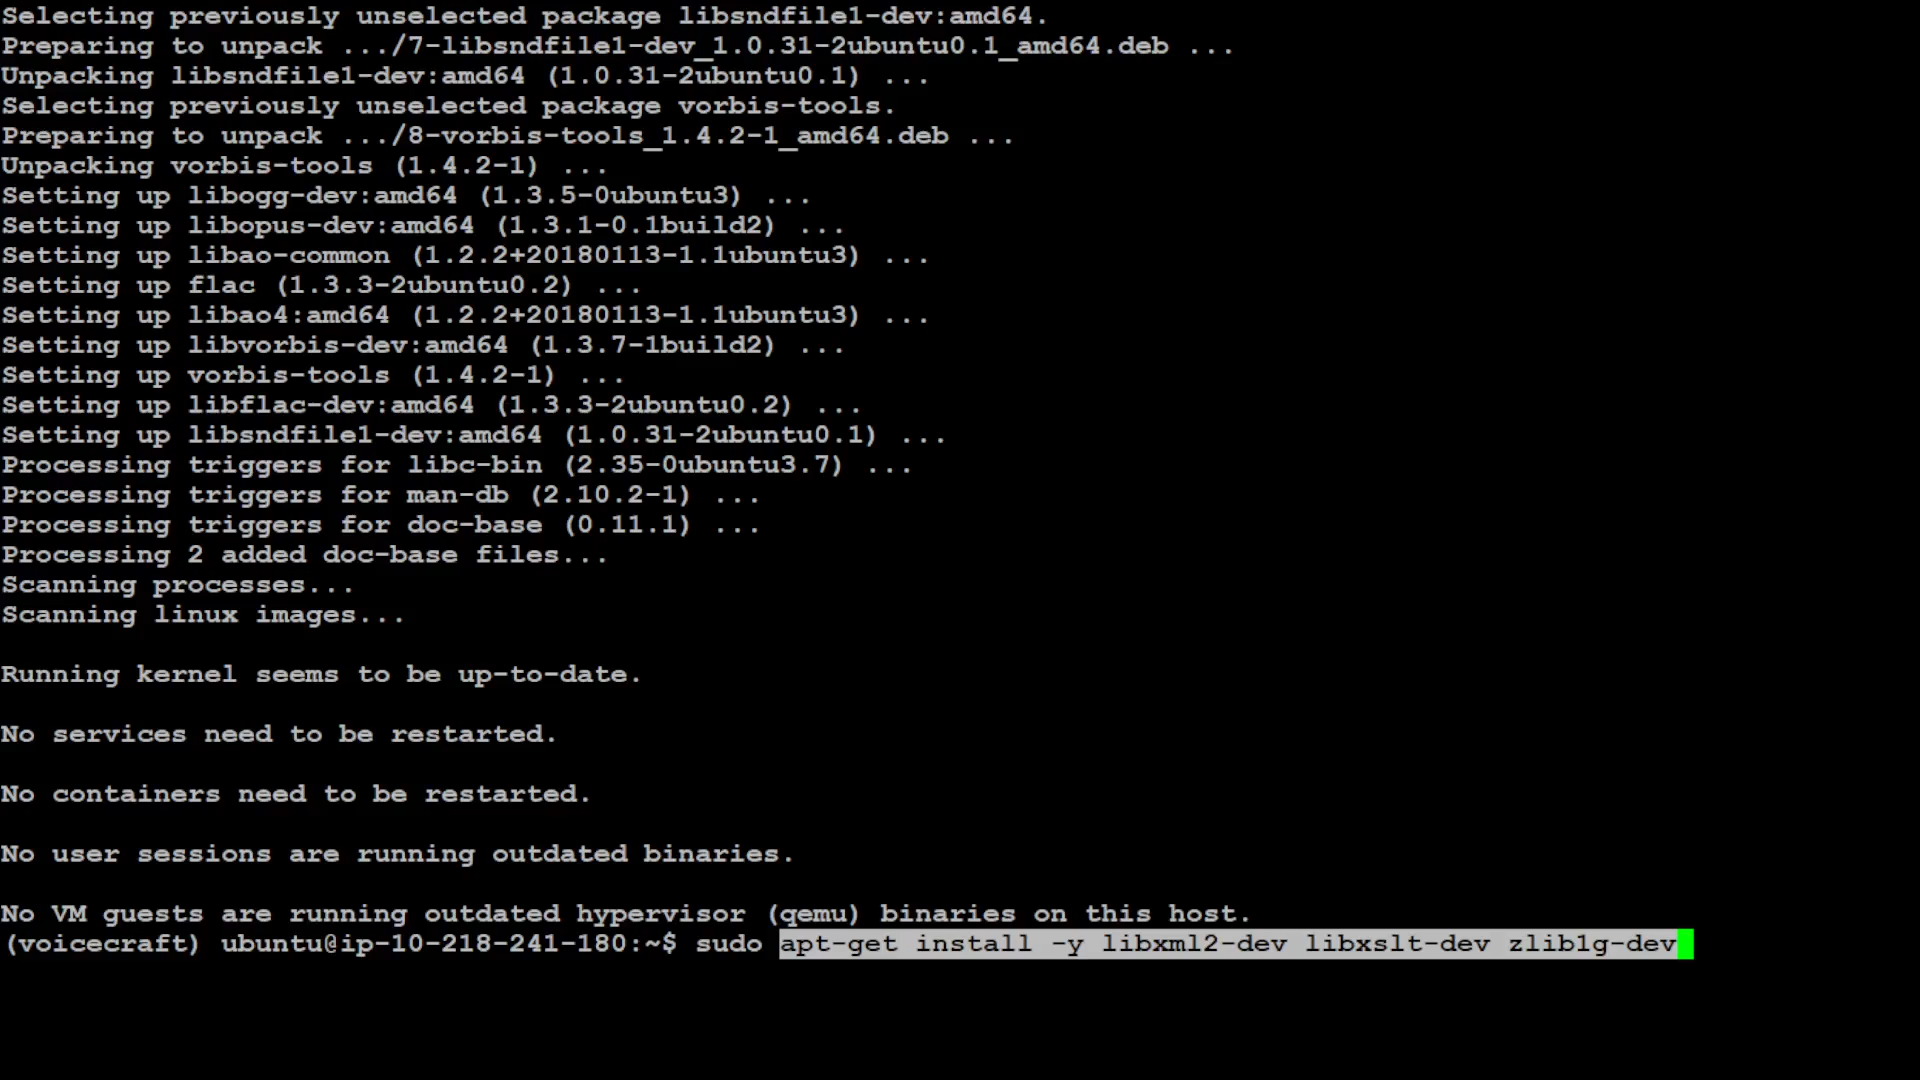 Selecting previously unselected package libsndfile1-dev:amd64.
Preparing to unpack .../7-libsndfile1-dev_1.0.31-2ubuntu0.1_amd64.deb ...
Unpacking libsndfile1-dev:amd64 (1.0.31-2ubuntu0.1) ...
Selecting previously unselected package vorbis-tools.
Preparing to unpack .../8-vorbis-tools_1.4.2-1_amd64.deb ...
Unpacking vorbis-tools (1.4.2-1) ...
Setting up libogg-dev:amd64 (1.3.5-0ubuntu3) ...
Setting up libopus-dev:amd64 (1.3.1-0.1build2) ...
Setting up libao-common (1.2.2+20180113-1.1ubuntu3) ...
Setting up flac (1.3.3-2ubuntu0.2) ...
Setting up libao4:amd64 (1.2.2+20180113-1.1ubuntu3) ...
Setting up libvorbis-dev:amd64 (1.3.7-1build2) ...
Setting up vorbis-tools (1.4.2-1) ...
Setting up libflac-dev:amd64 (1.3.3-2ubuntu0.2) ...
Setting up libsndfile1-dev:amd64 (1.0.31-2ubuntu0.1) ...
Processing triggers for libc-bin (2.35-0ubuntu3.7) ...
Processing triggers for man-db (2.10.2-1) ...
Processing triggers for doc-base (0.11.1) ...
Processing 2 added doc-base files...
Scanning processes...
Scanning linux images...
Running kernel seems to be up-to-date.
No services need to be restarted.
No containers need to be restarted.
No user sessions are running outdated binaries.
No VM guests are running outdated hypervisor (qemu) binaries on this host.
(voicecraft) ubuntu@ip-10-218-241-180:~$ sudo apt-get install -y libxml2-dev libxslt-dev zlib1g-dev